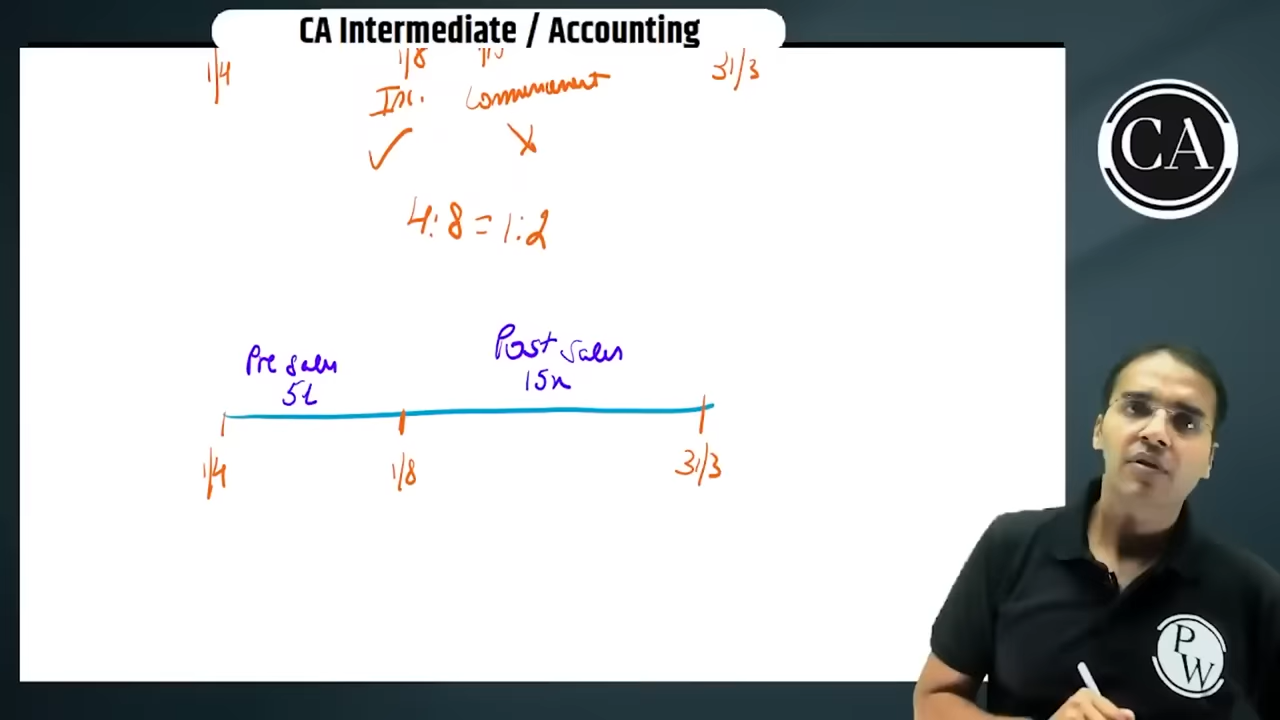 CA Intermediate / Accounting
1/4 1/8 31/3
Inc. Commencement
4:8 = 1:2
Pre Sales Post Sales
5L 15
1/4 1/8 31/3
CA
PW